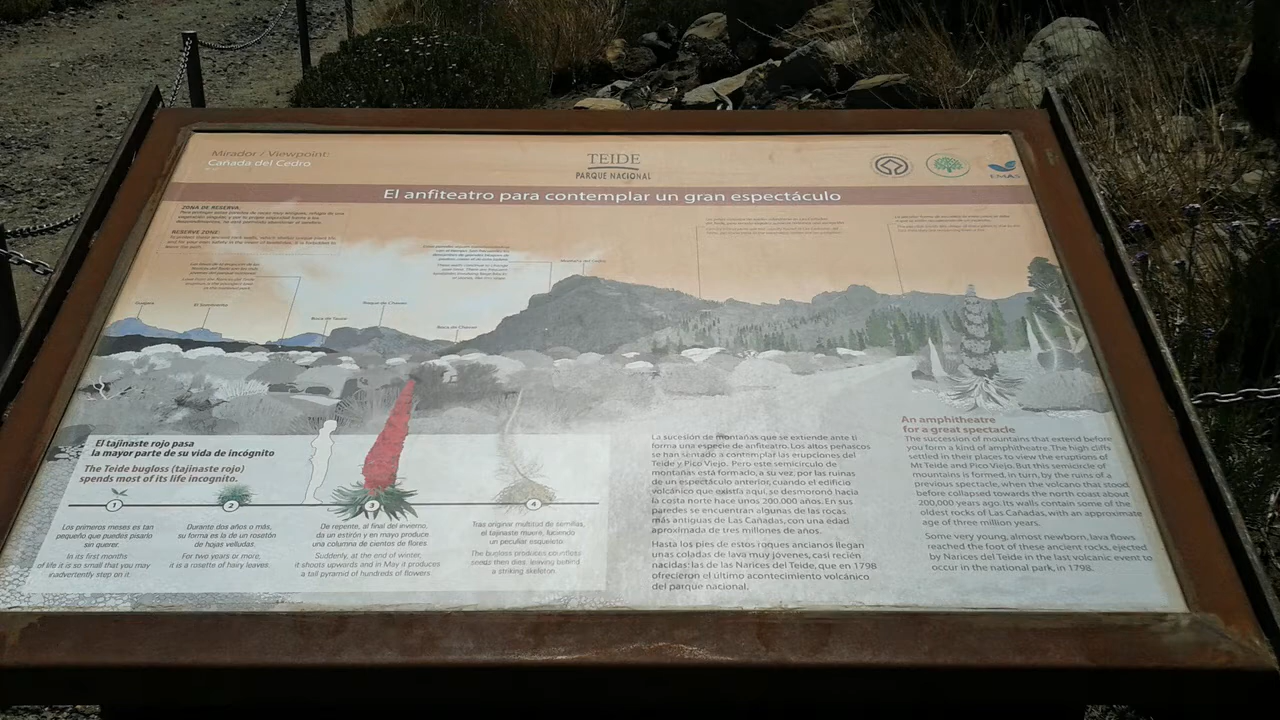 Mirador / Viewpoint:
Cañada del Cedro
TEIDE
PARQUE NACIONAL
EMAS
El anfiteatro para contemplar un gran espectáculo
ZONA DE RESERVA:
RESERVE ZONE:
Guajara
El Sombrerito
Boca de Tauce
Roque de Chavao
Boca de Chavao
Montaña del Cedro
El tajinaste rojo pasa
la mayor parte de su vida de incógnito
The Teide bugloss (tajinaste rojo)
spends most of its life incognito.
1
2
3
4
Los primeros meses es tan
pequeño que puedes pisarlo
sin querer.
In its first months
of life it is so small that you may
inadvertently step on it.
Durante dos años o más,
su forma es la de un rosetón
de hojas velludas.
For two years or more,
it is a rosette of hairy leaves.
De repente, al final del invierno,
da un estirón y en mayo produce
una columna de cientos de flores.
Suddenly, at the end of winter,
it shoots upwards and in May it produces
a tall pyramid of hundreds of flowers.
Tras originar multitud de semillas,
el tajinaste muere, luciendo
un peculiar esqueleto.
The bugloss produces countless
seeds then dies, leaving behind
a striking skeleton.
La sucesión de montañas que se extiende ante ti
forma una especie de anfiteatro. Los altos peñascos
se han sentado a contemplar las erupciones del
Teide y Pico Viejo. Pero este semicírculo de
montañas está formado, a su vez, por las ruinas
de un espectáculo anterior, cuando el edificio
volcánico que existía aquí, se desmoronó hacia
la costa norte hace unos 200.000 años. En sus
paredes se encuentran algunas de las rocas
más antiguas de Las Cañadas, con una edad
aproximada de tres millones de años.
Hasta los pies de estos roques ancianos llegan
unas coladas de lava muy jóvenes, casi recién
nacidas: las de las Narices del Teide, que en 1798
ofrecieron el último acontecimiento volcánico
del parque nacional.
An amphitheatre
for a great spectacle
The succession of mountains that extend before
you form a kind of amphitheatre. The high cliffs
settled in their places to view the eruptions of
Mt Teide and Pico Viejo. But this semicircle of
mountains is formed, in turn, by the ruins of a
previous spectacle, when the volcano that stood
before collapsed towards the north coast about
200,000 years ago. Its walls contain some of the
oldest rocks of Las Cañadas, with an approximate
age of three million years.
Some very young, almost newborn, lava flows
reached the foot of these ancient rocks, ejected
by Narices del Teide in the last volcanic event to
occur in the national park, in 1798.